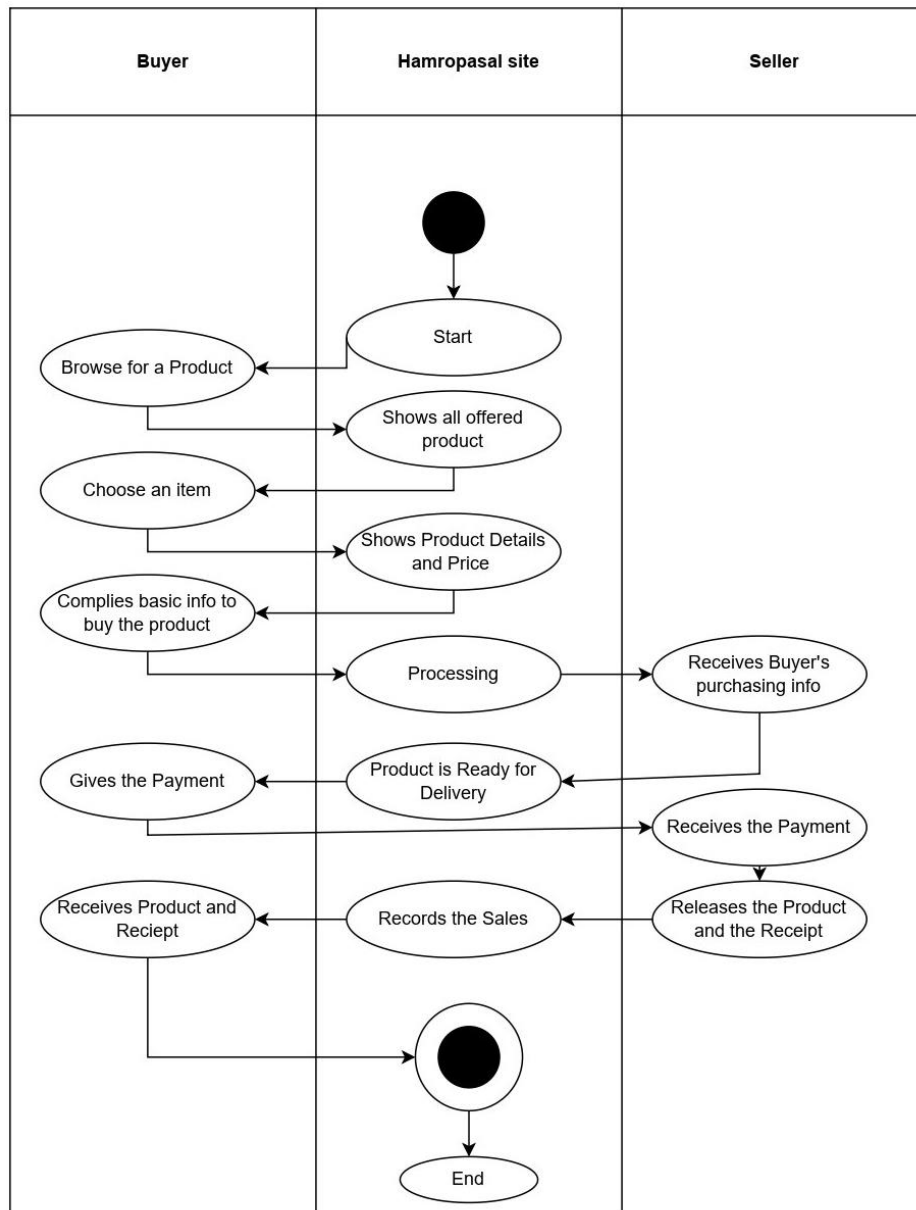 Buyer
Hamropasal site
Seller
Start
Browse for a Product
Shows all offered
product
Choose an item
Shows Product Details
and Price
Complies basic info to
buy the product
Processing
Receives Buyer's
purchasing info
Product is Ready for
Delivery
Gives the Payment
Receives the Payment
Releases the Product
and the Receipt
Records the Sales
Receives Product and
Reciept
End